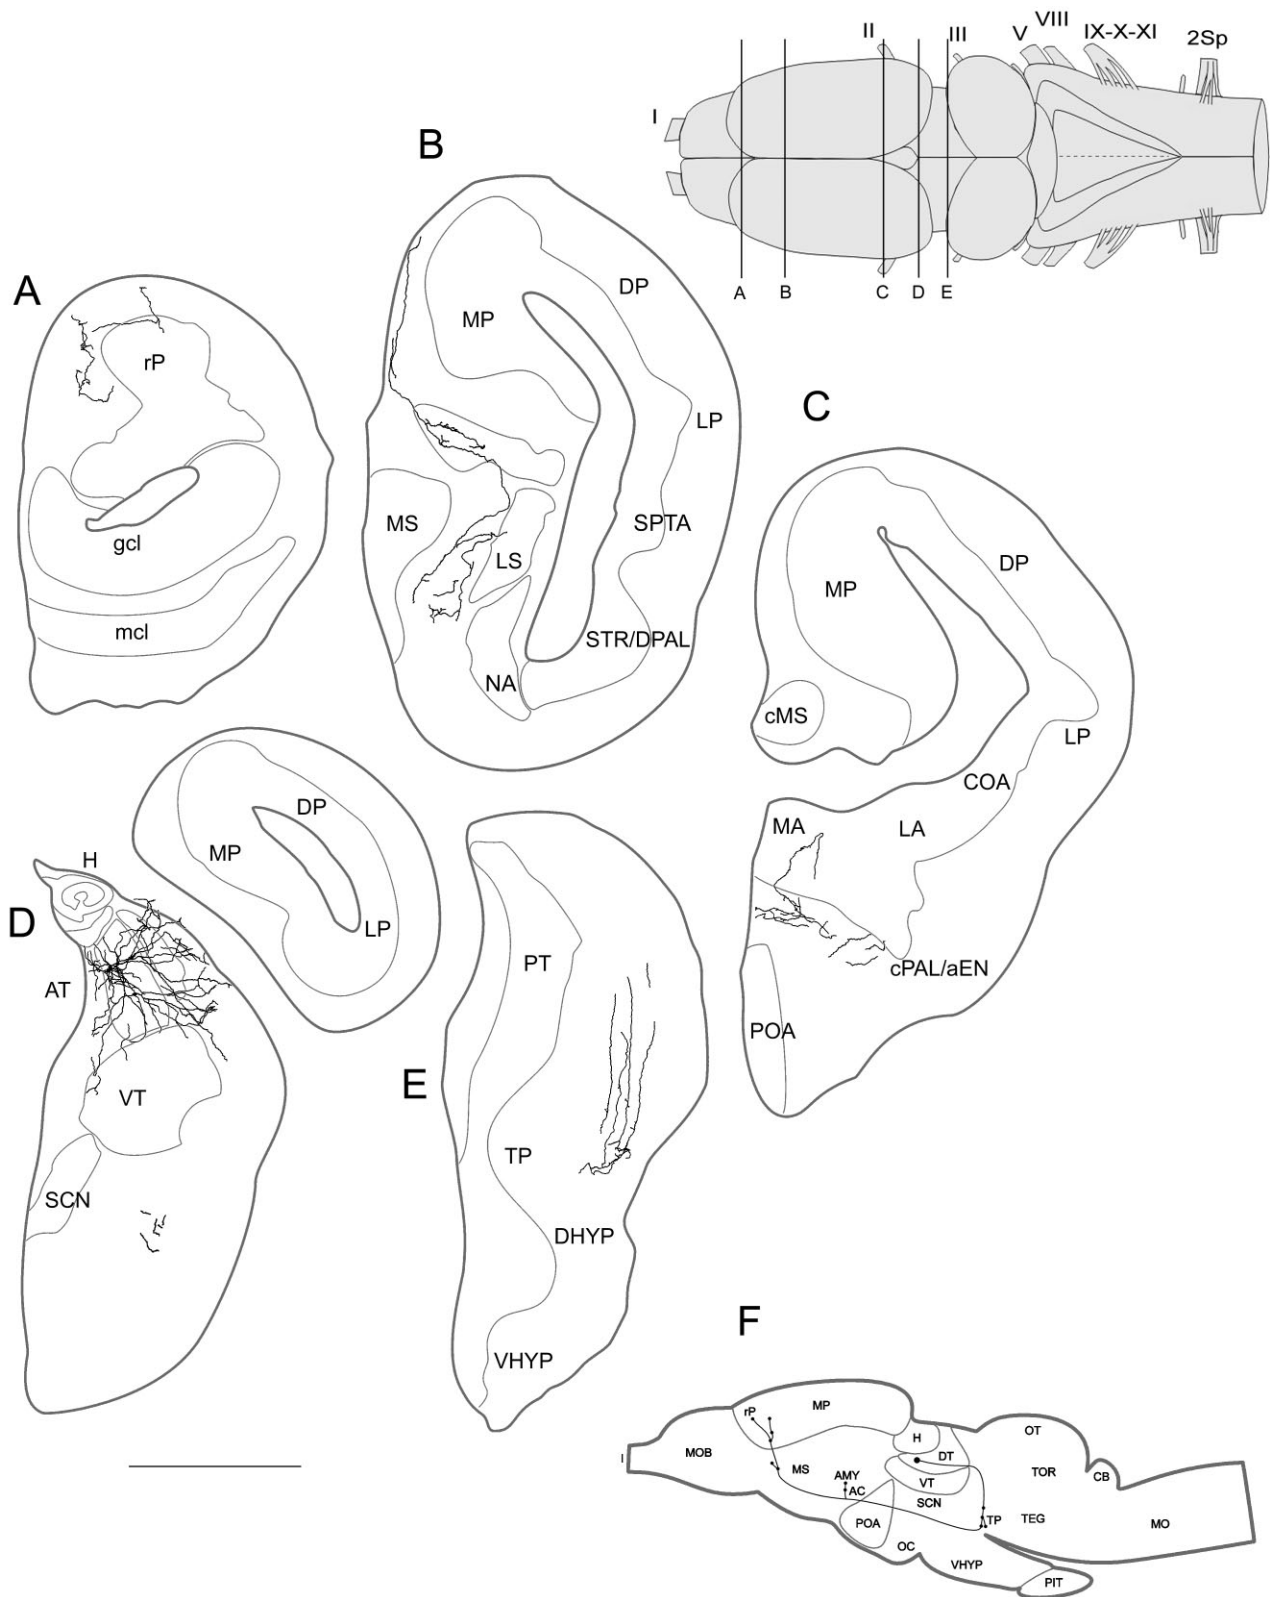 II
III
V
VIII
IX-X-XI
2Sp
I
A
B
C
D
E
B
DP
MP
LP
MS
SPTA
LS
STR/DPAL
NA
A
rP
gcl
mcl
C
DP
MP
cMS
LP
COA
MA
LA
cPAL/aEN
POA
D
DP
MP
LP
H
AT
VT
SCN
E
PT
TP
DHYP
VHYP
F
rP
MP
OT
MOB
H
DT
MS
AMY
AC
VT
TOR
CB
SCN
POA
TP
TEG
MO
OC
VHYP
PIT
I